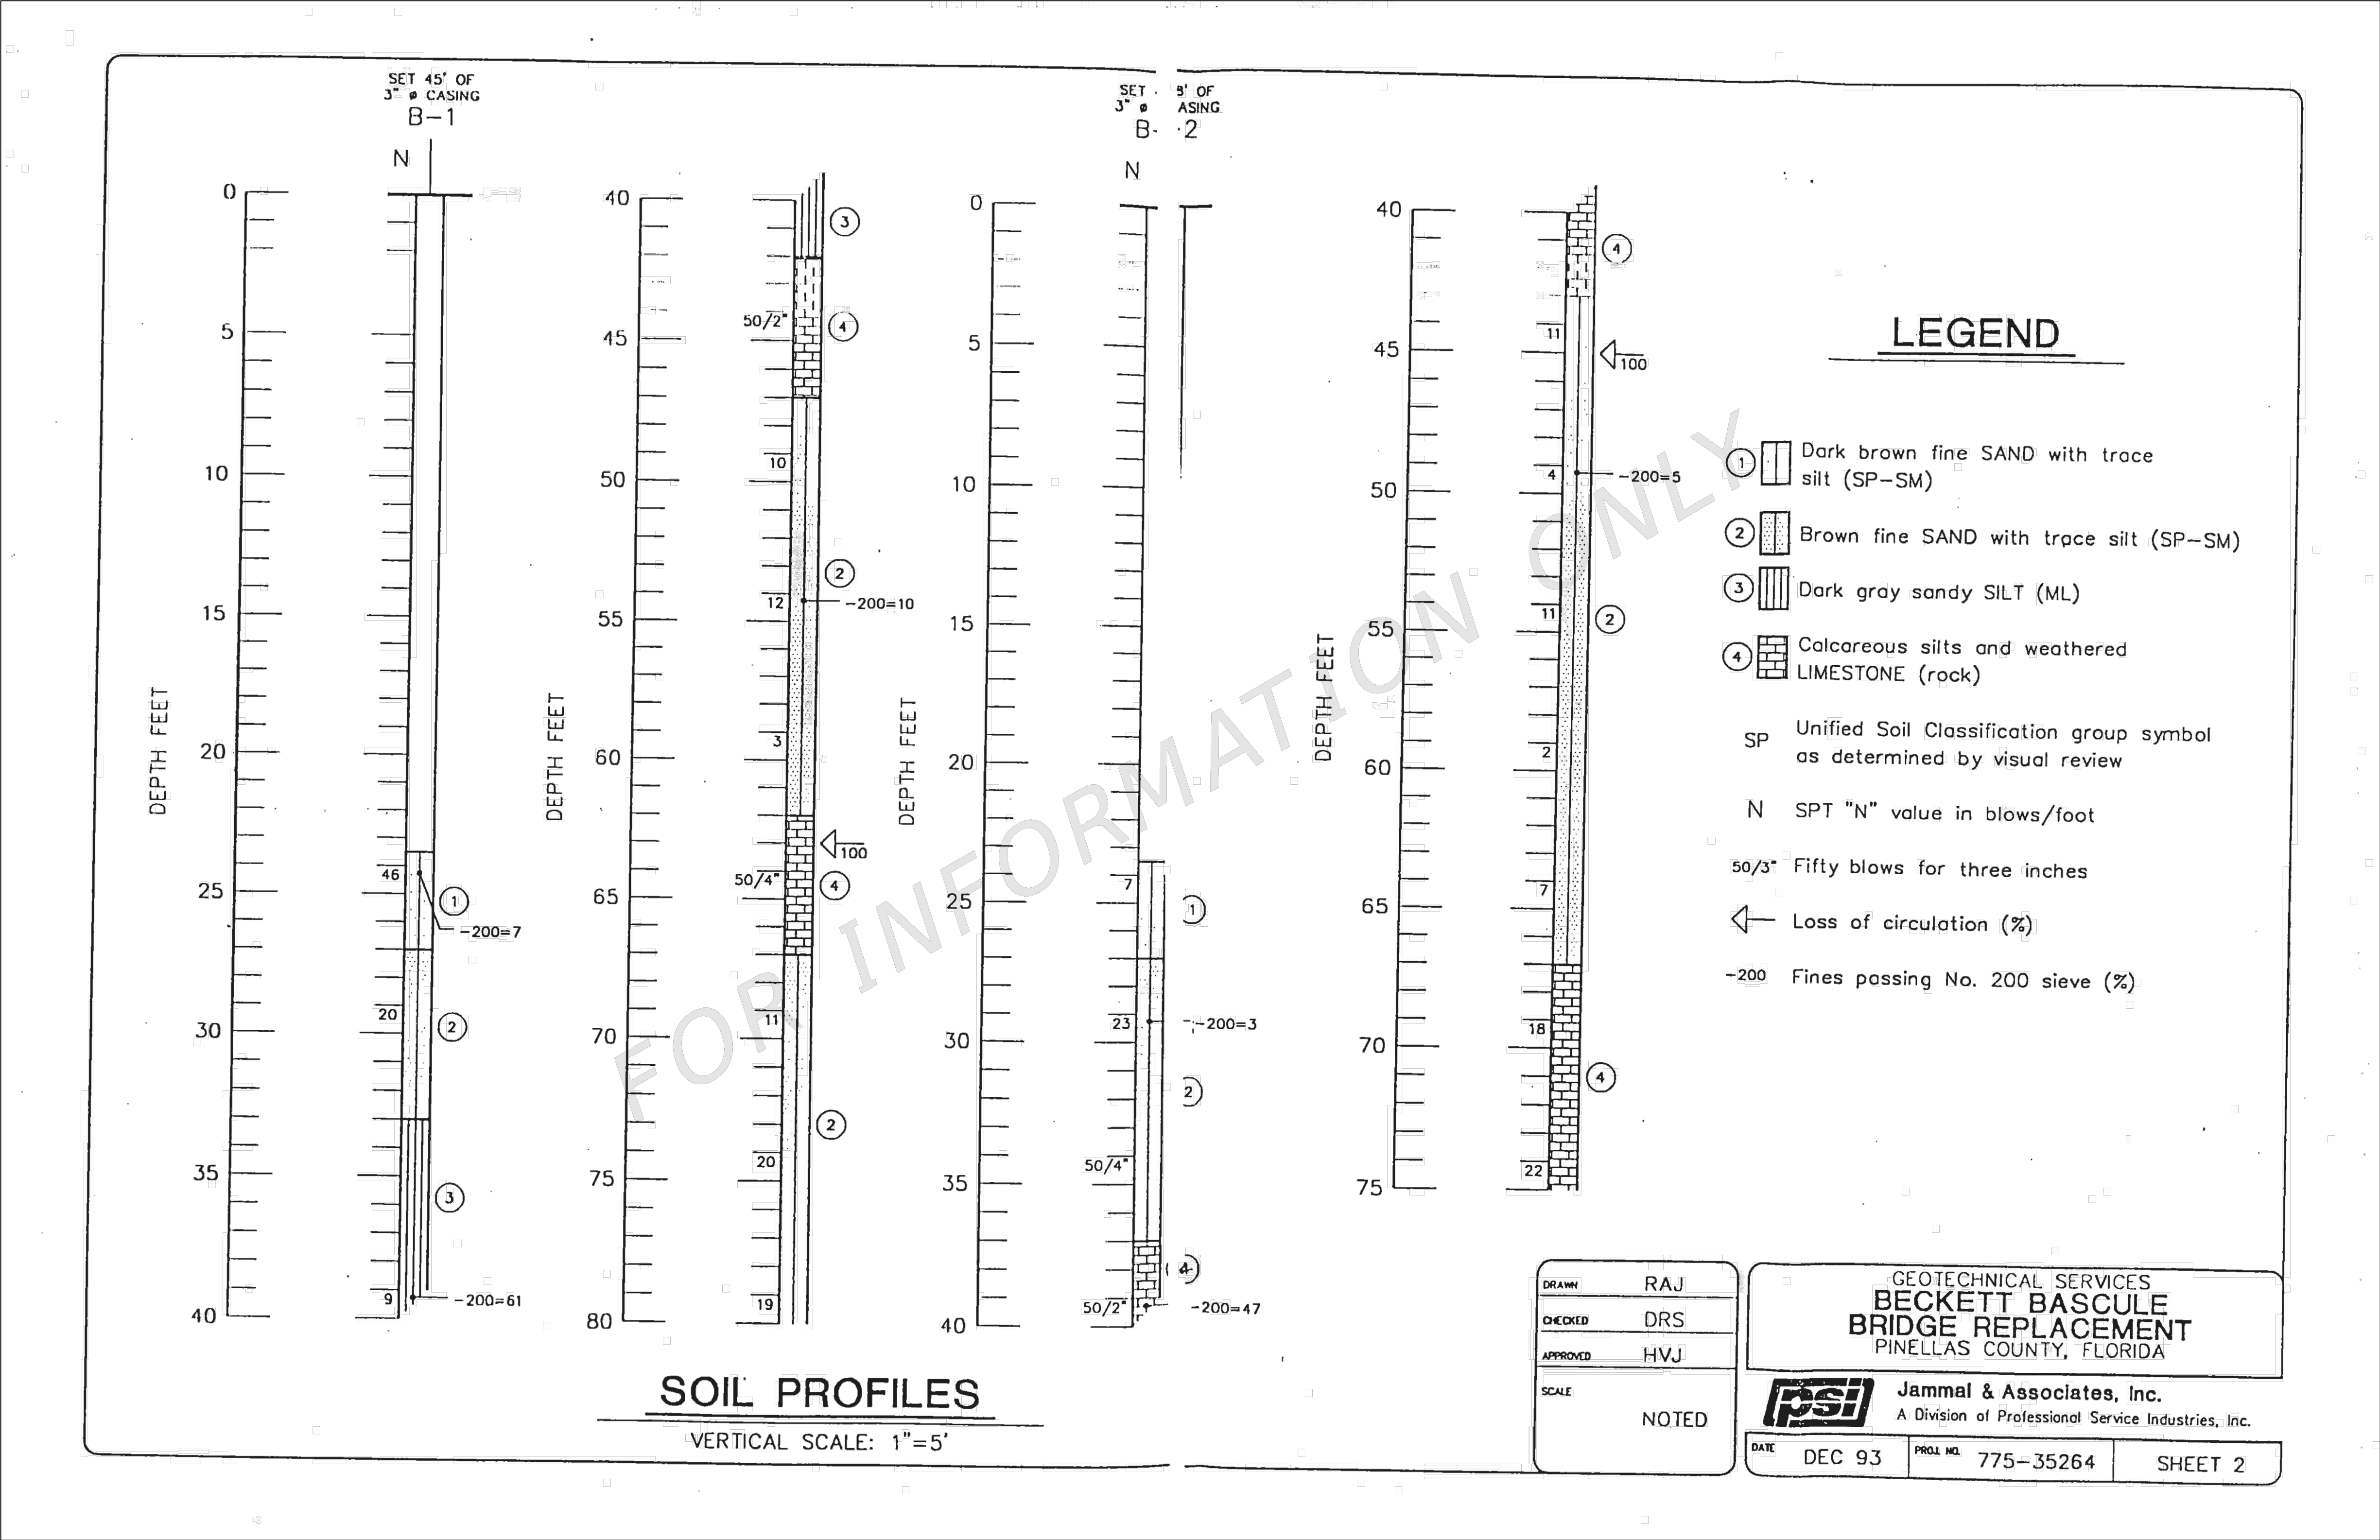 SET 45' OF
3" ø CASING
B-1
N
0
5
10
15
20
25
30
35
40
DEPTH FEET
46
20
9
1
-200=7
2
3
-200=61
40
45
50
55
60
65
70
75
80
DEPTH FEET
50/2"
10
12
3
50/4"
11
20
19
3
4
2
-200=10
100
4
2
SET
3' OF
3" ø
ASING
B-
2
N
0
5
10
15
20
25
30
35
40
DEPTH FEET
7
23
50/4"
50/2"
1
-200=3
2
4
-200=47
40
45
50
55
60
65
70
75
DEPTH FEET
11
4
11
2
7
18
22
4
100
-200=5
2
4
LEGEND
1 Dark brown fine SAND with trace
silt (SP-SM)
2 Brown fine SAND with trace silt (SP-SM)
3 Dark gray sandy SILT (ML)
4 Calcareous silts and weathered
LIMESTONE (rock)
SP Unified Soil Classification group symbol
as determined by visual review
N SPT "N" value in blows/foot
50/3" Fifty blows for three inches
Loss of circulation (%)
-200 Fines passing No. 200 sieve (%)
FOR INFORMATION ONLY
SOIL PROFILES
VERTICAL SCALE: 1"=5'
DRAWN RAJ
CHECKED DRS
APPROVED HVJ
SCALE
NOTED
GEOTECHNICAL SERVICES
BECKETT BASCULE
BRIDGE REPLACEMENT
PINELLAS COUNTY, FLORIDA
psi
Jammal & Associates, Inc.
A Division of Professional Service Industries, Inc.
DATE DEC 93
PROJ. NO. 775-35264
SHEET 2